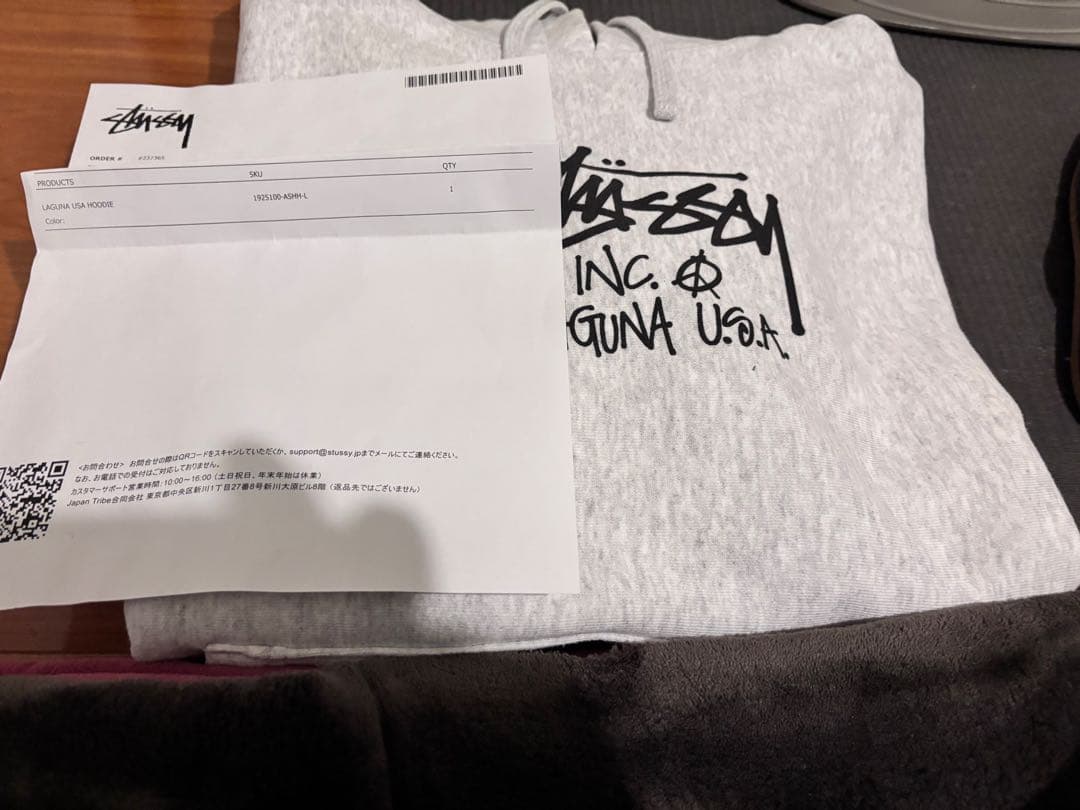 STÜSSY
ORDER # #237365
PRODUCTS SKU QTY
LAGUNA USA HOODIE 1925100-ASHH-L 1
Color:
<お問合わせ> お問合せの際はQRコードをスキャンしていただくか、support@stussy.jpまでメールにてご連絡ください。
なお、お電話での受付はご対応しておりません。
カスタマーサポート営業時間: 10:00~16:00 (土日祝日、年末年始は休業)
Japan Tribe合同会社 東京都中央区新川1丁目27番8号新川大原ビル8階 (返品先ではございません)
STÜSSY
INC.
GUNA U.S.A.